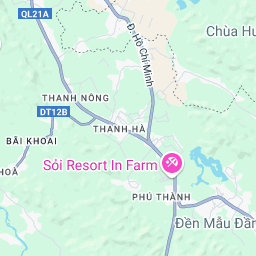 QL21A
Đ. Hồ Chí Minh
Chùa Hu
THANH NÔNG
ĐT12B
THANH HÀ
BÃI KHOAI
Sỏi Resort In Farm
HOÀ
PHÚ THÀNH
Đền Mẫu Đần